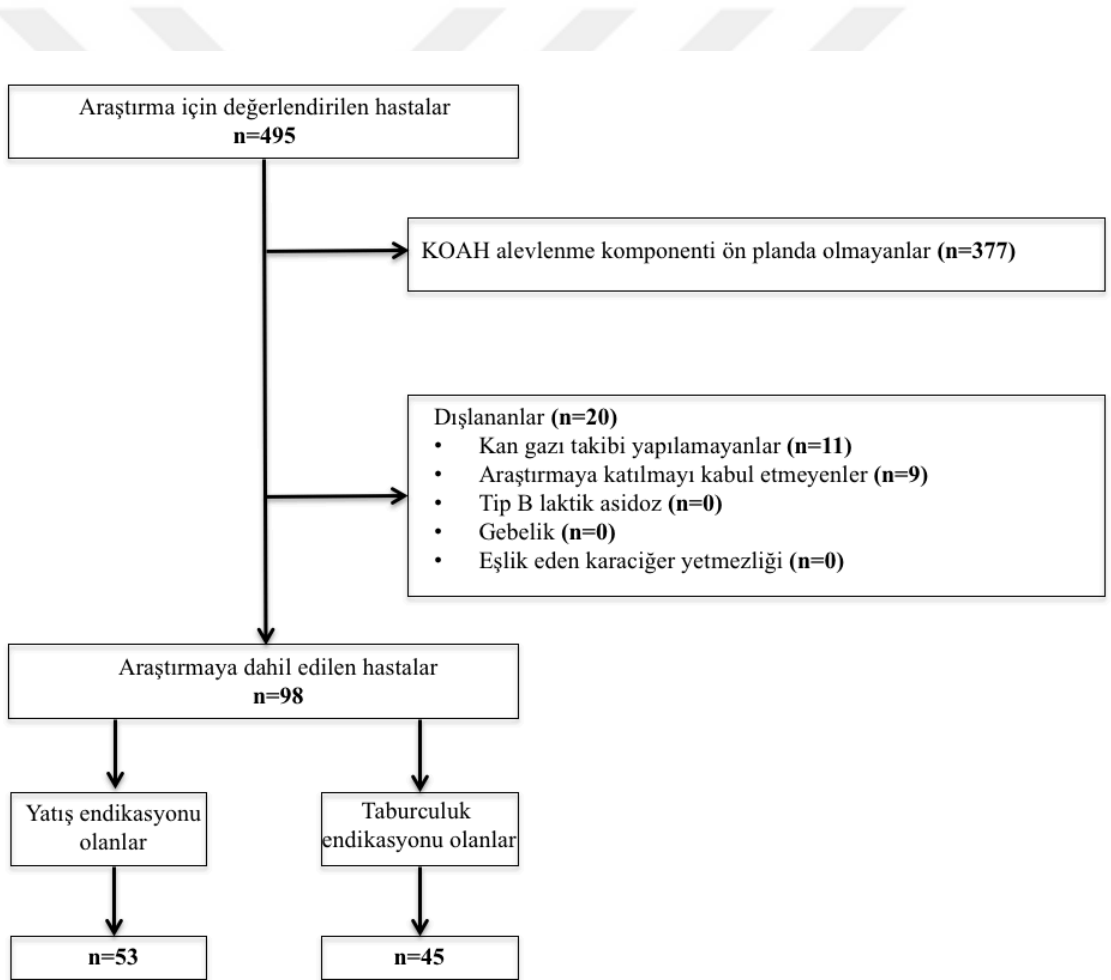 Araştırma için değerlendirilen hastalar
n=495
KOAH alevlenme komponenti ön planda olmayanlar (n=377)
Dışlananlar (n=20)
• Kan gazı takibi yapılamayanlar (n=11)
• Araştırmaya katılmayı kabul etmeyenler (n=9)
• Tip B laktik asidoz (n=0)
• Gebelik (n=0)
• Eşlik eden karaciğer yetmezliği (n=0)
Araştırmaya dahil edilen hastalar
n=98
Yatış endikasyonu
olanlar
Taburculuk
endikasyonu olanlar
n=53
n=45